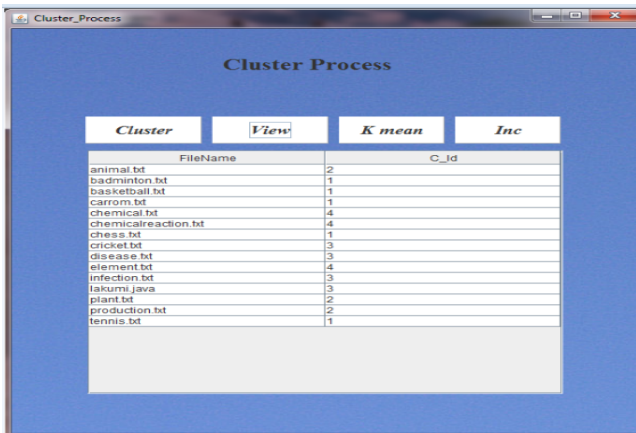 Cluster_Process
Cluster Process
Cluster View K mean Inc
FileName C_Id
animal.txt 2
badminton.txt 1
basketball.txt 1
carrom.txt 1
chemical.txt 4
chemicalreaction.txt 4
chess.txt 1
cricket.txt 3
disease.txt 3
element.txt 4
infection.txt 3
lakumi.java 3
plant.txt 2
production.txt 2
tennis.txt 1